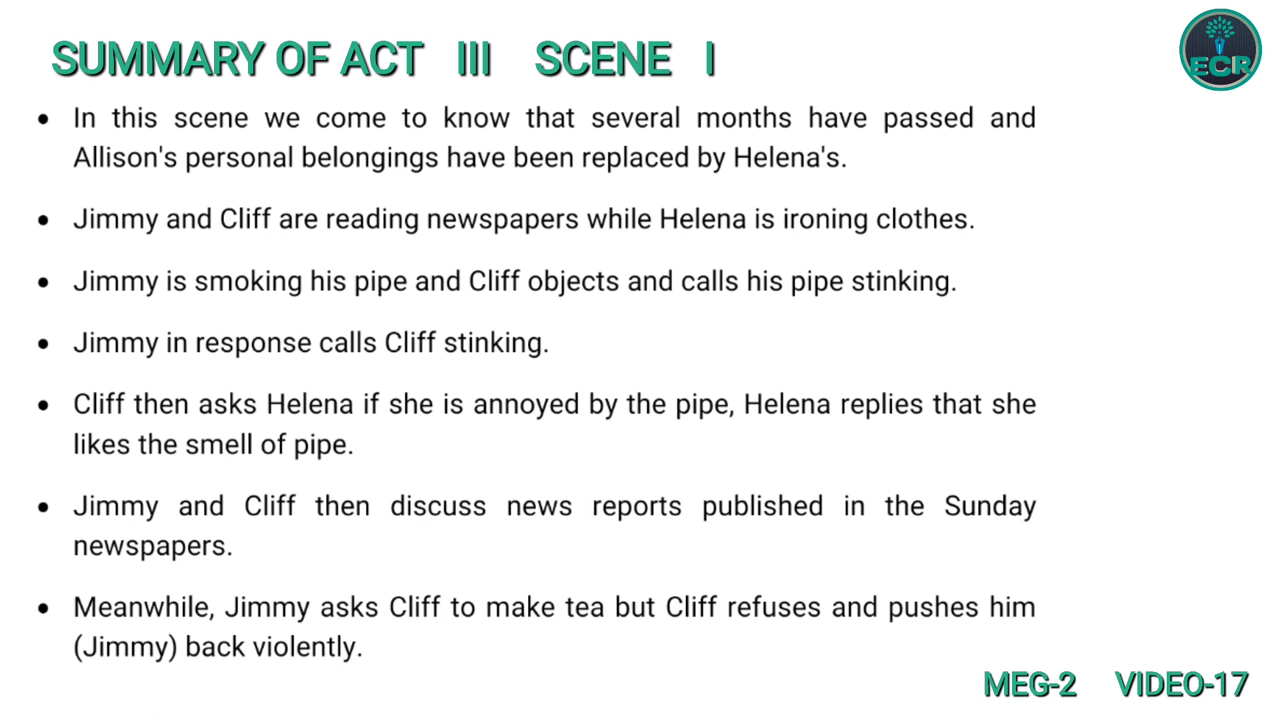 SUMMARY OF ACT III SCENE I
ECR
• In this scene we come to know that several months have passed and
Allison's personal belongings have been replaced by Helena's.
• Jimmy and Cliff are reading newspapers while Helena is ironing clothes.
• Jimmy is smoking his pipe and Cliff objects and calls his pipe stinking.
• Jimmy in response calls Cliff stinking.
• Cliff then asks Helena if she is annoyed by the pipe, Helena replies that she
likes the smell of pipe.
• Jimmy and Cliff then discuss news reports published in the Sunday
newspapers.
• Meanwhile, Jimmy asks Cliff to make tea but Cliff refuses and pushes him
(Jimmy) back violently.
MEG-2 VIDEO-17